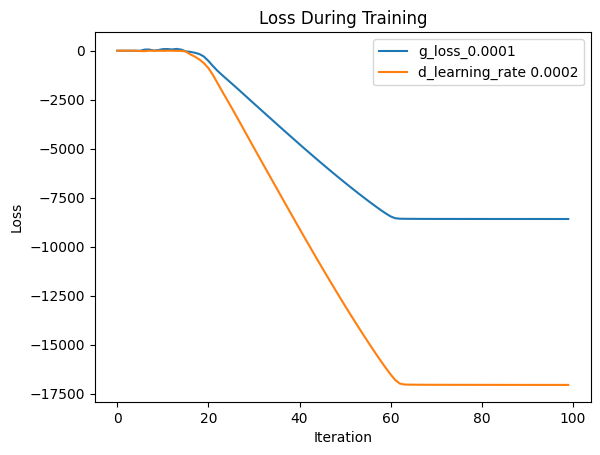 Loss During Training
g_loss_0.0001
d_learning_rate 0.0002
0
−2500
−5000
−7500
−10000
−12500
−15000
−17500
Loss
0 20 40 60 80 100
Iteration